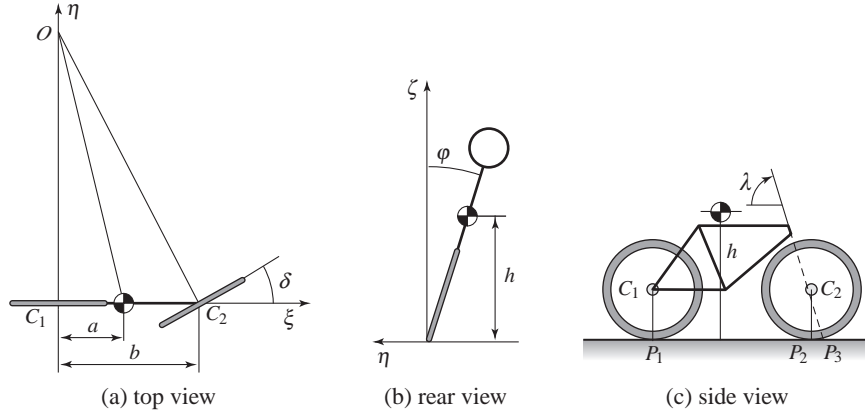 η
O
C₁
C₂
δ
ξ
a
b
(a) top view
ζ
φ
h
η
(b) rear view
λ
h
C₁
C₂
P₁
P₂
P₃
(c) side view